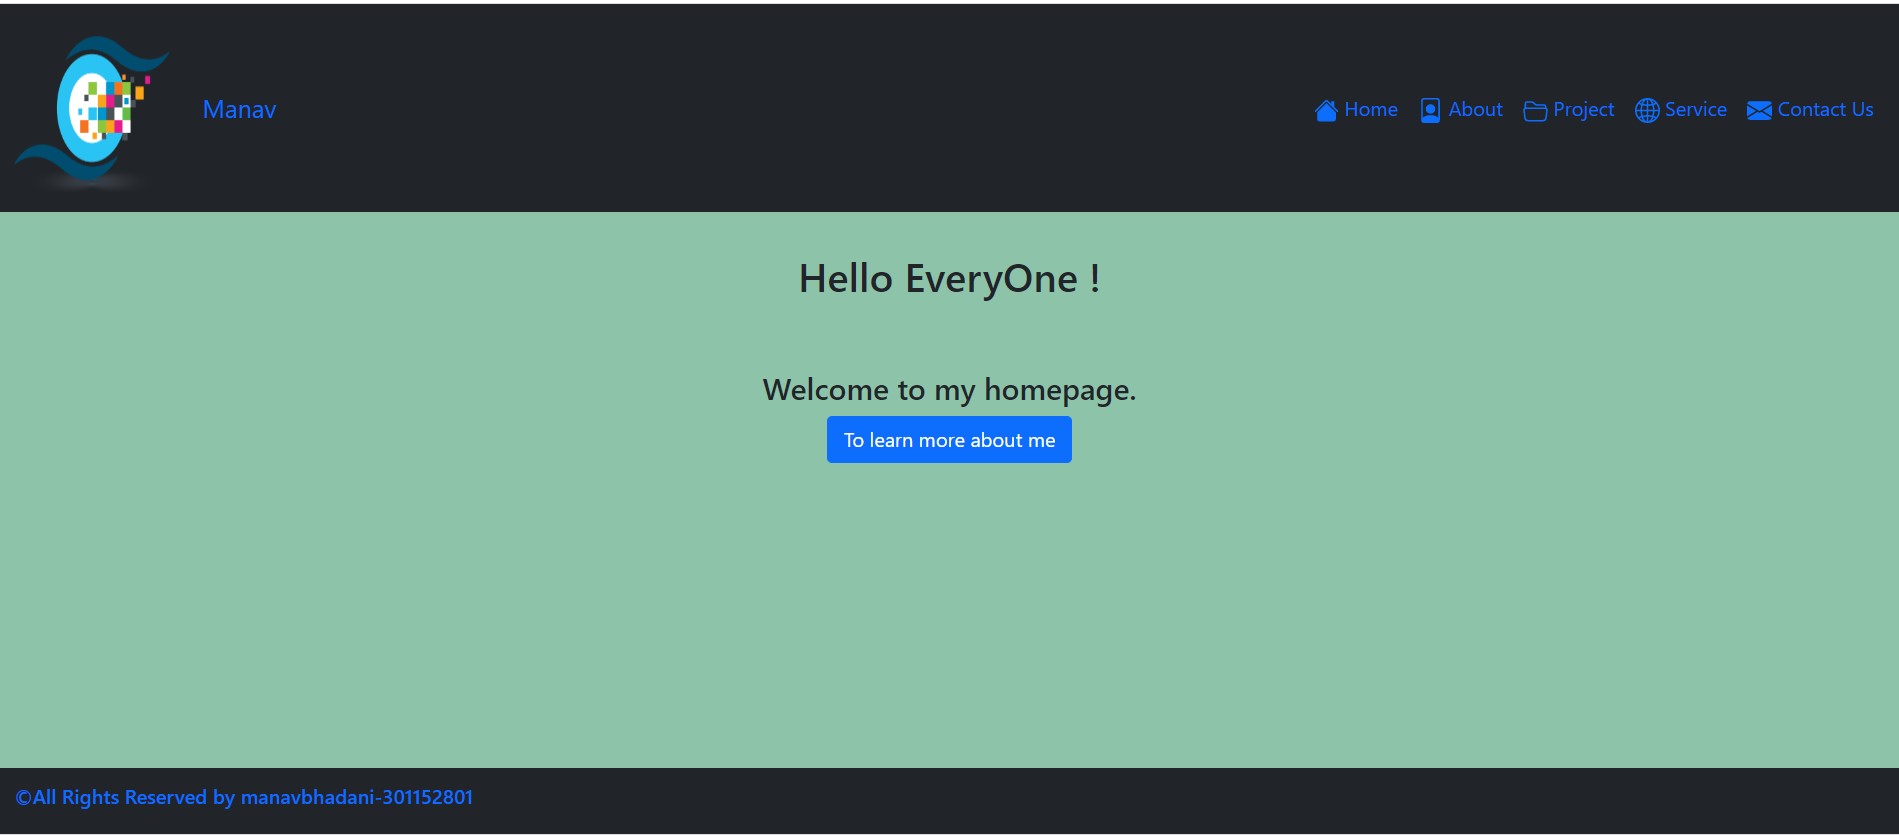 Manav
Home About Project Service Contact Us
Hello EveryOne !
Welcome to my homepage.
To learn more about me
©All Rights Reserved by manavbhadani-301152801